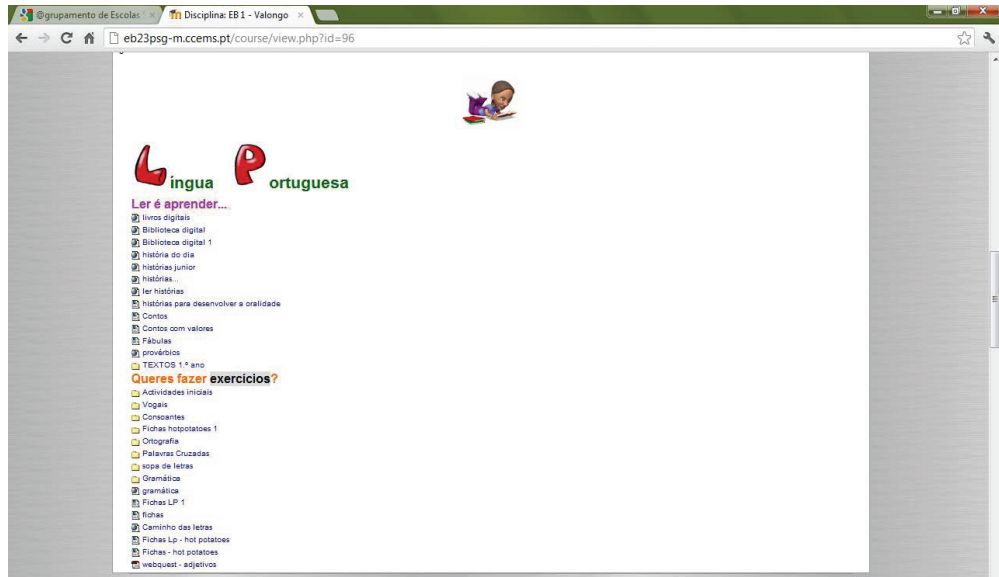 @grupamento de Escolas
Disciplina: EB 1 - Valongo
eb23psg-m.ccems.pt/course/view.php?id=96
Língua Portuguesa
Ler é aprender...
livros digitais
Biblioteca digital
Biblioteca digital 1
história do dia
histórias junior
histórias...
ler histórias
histórias para desenvolver a oralidade
Contos
Contos com valores
Fábulas
provérbios
TEXTOS 1.º ano
Queres fazer exercícios?
Actividades iniciais
Vogais
Consoantes
Fichas hotpotatoes 1
Ortografia
Palavras Cruzadas
sopa de letras
Gramática
gramática
Fichas LP 1
fichas
Caminho das letras
Fichas Lp - hot potatoes
Fichas - hot potatoes
webquest - adjetivos